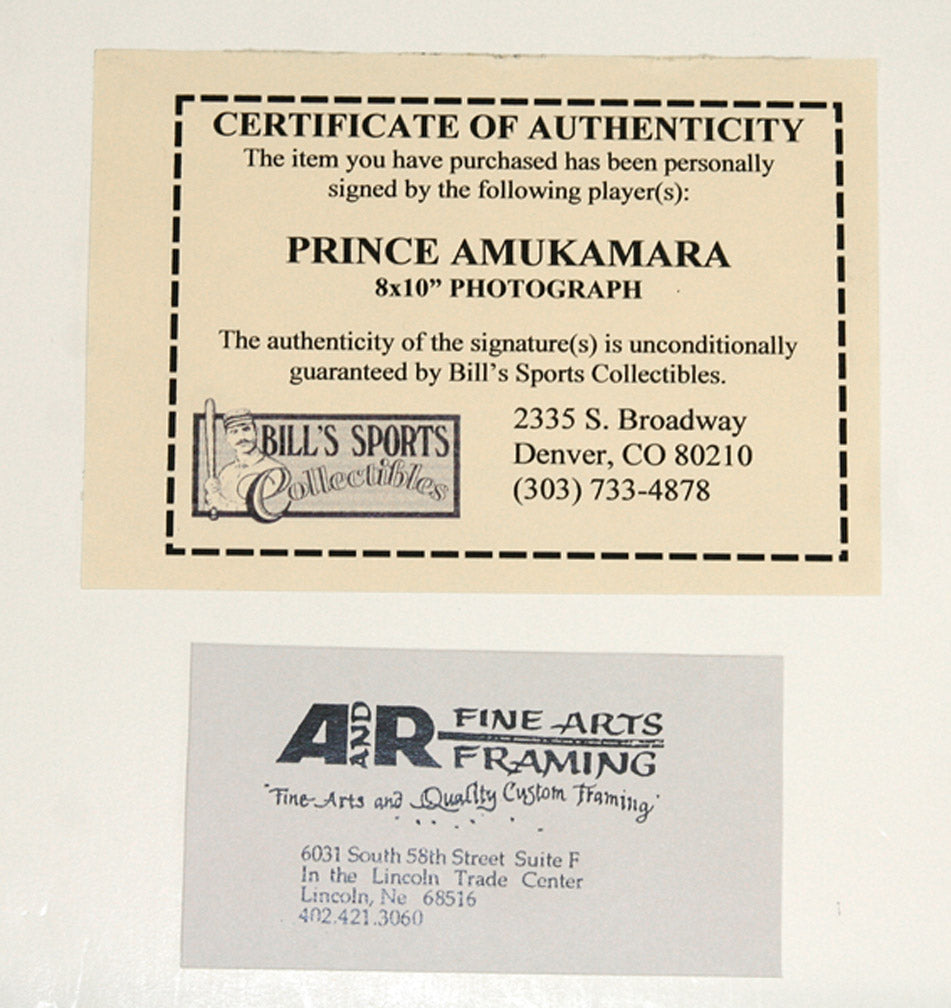 CERTIFICATE OF AUTHENTICITY
The item you have purchased has been personally
signed by the following player(s):
PRINCE AMUKAMARA
8x10” PHOTOGRAPH
The authenticity of the signature(s) is unconditionally
guaranteed by Bill’s Sports Collectibles.
BILL'S SPORTS
Collectibles
2335 S. Broadway
Denver, CO 80210
(303) 733-4878
A AND R FINE ARTS
FRAMING
"Fine Arts and Quality Custom Framing"
6031 South 58th Street Suite F
In the Lincoln Trade Center
Lincoln, Ne 68516
402.421.3060